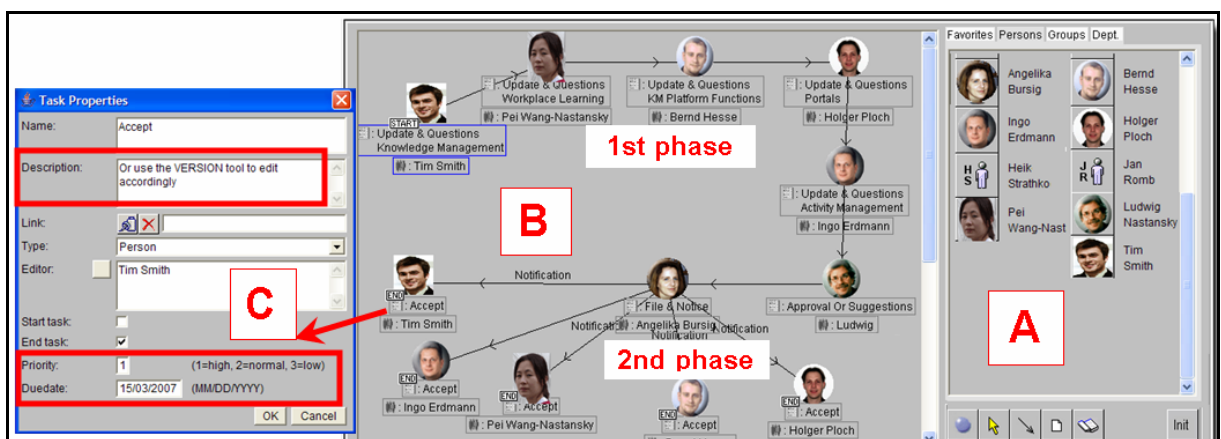 Task Properties
Name:
Accept
Description:
Or use the VERSION tool to edit
accordingly
Link:
Type:
Person
Editor:
Tim Smith
Start task:
End task:
Priority:
1
(1=high, 2=normal, 3=low)
Duedate:
15/03/2007
(MM/DD/YYYY)
OK
Cancel
C
START
: Update & Questions
Knowledge Management
: Tim Smith
: Update & Questions
Workplace Learning
: Pei Wang-Nastansky
: Update & Questions
KM Platform Functions
: Bernd Hesse
: Update & Questions
Portals
: Holger Ploch
1st phase
: Update & Questions
Activity Management
: Ingo Erdmann
B
: Approval Or Suggestions
: Ludwig
Notification
: File & Notice
: Angelika Bursig
Notification
Notification
2nd phase
END
: Accept
: Tim Smith
END
: Accept
: Ingo Erdmann
END
: Accept
: Pei Wang-Nastansky
END
: Accept
END
: Accept
: Holger Ploch
Favorites
Persons
Groups
Dept.
Angelika
Bursig
Bernd
Hesse
Ingo
Erdmann
Holger
Ploch
H
S
Heik
Strathko
J
R
Jan
Romb
Pei
Wang-Nast
Ludwig
Nastansky
Tim
Smith
A
Init